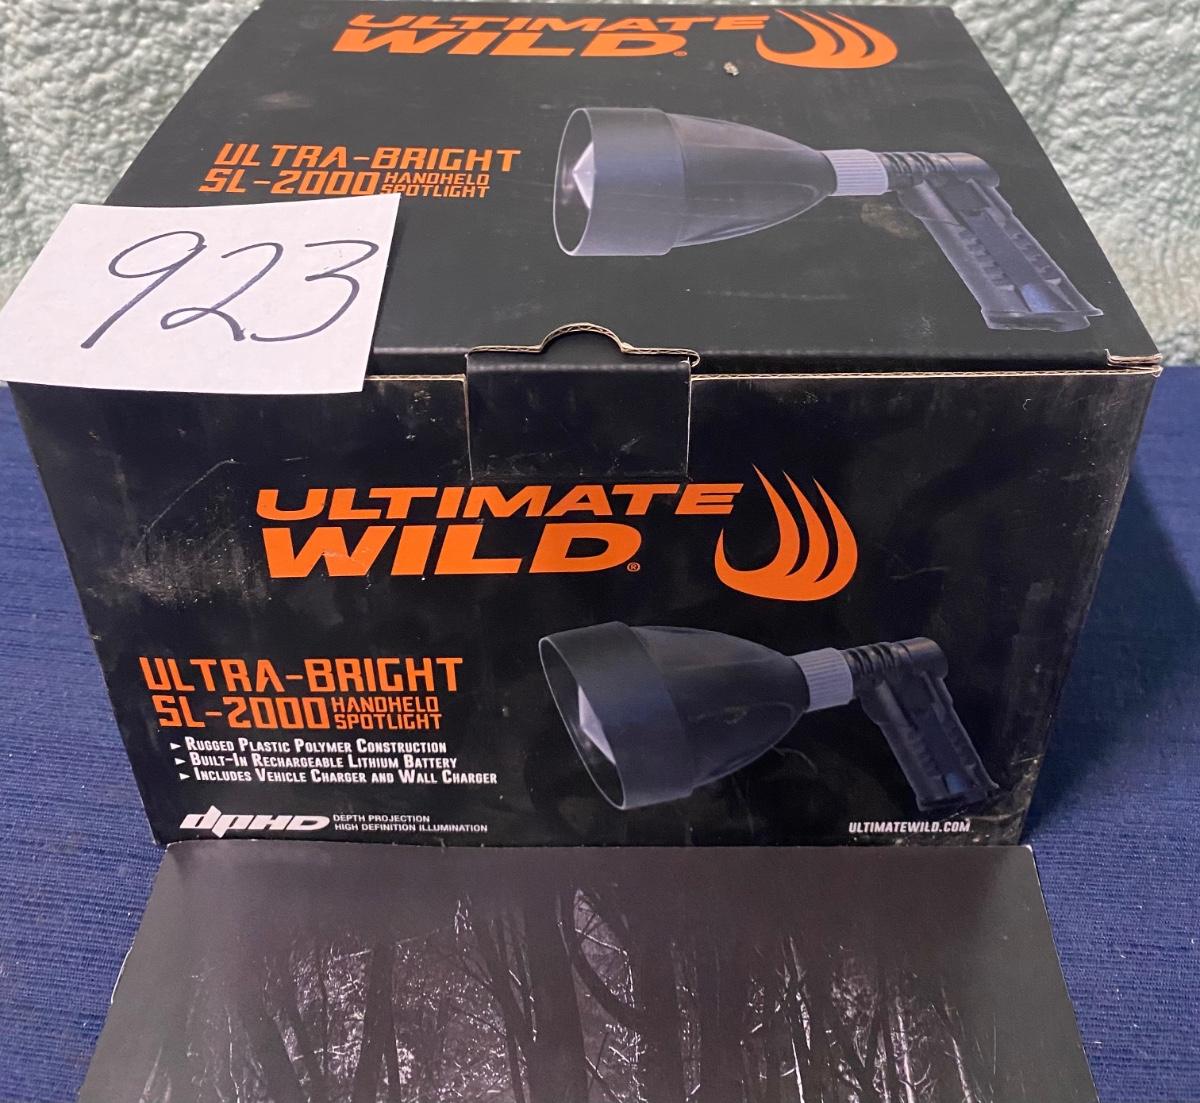 ULTIMATE
WILD®
ULTRA-BRIGHT
SL-2000 HANDHELD
SPOTLIGHT
923
ULTIMATE
WILD®
ULTRA-BRIGHT
SL-2000 HANDHELD
SPOTLIGHT
► RUGGED PLASTIC POLYMER CONSTRUCTION
► BUILT-IN RECHARGEABLE LITHIUM BATTERY
► INCLUDES VEHICLE CHARGER AND WALL CHARGER
dpHD DEPTH PROJECTION
HIGH DEFINITION ILLUMINATION
ULTIMATEWILD.COM